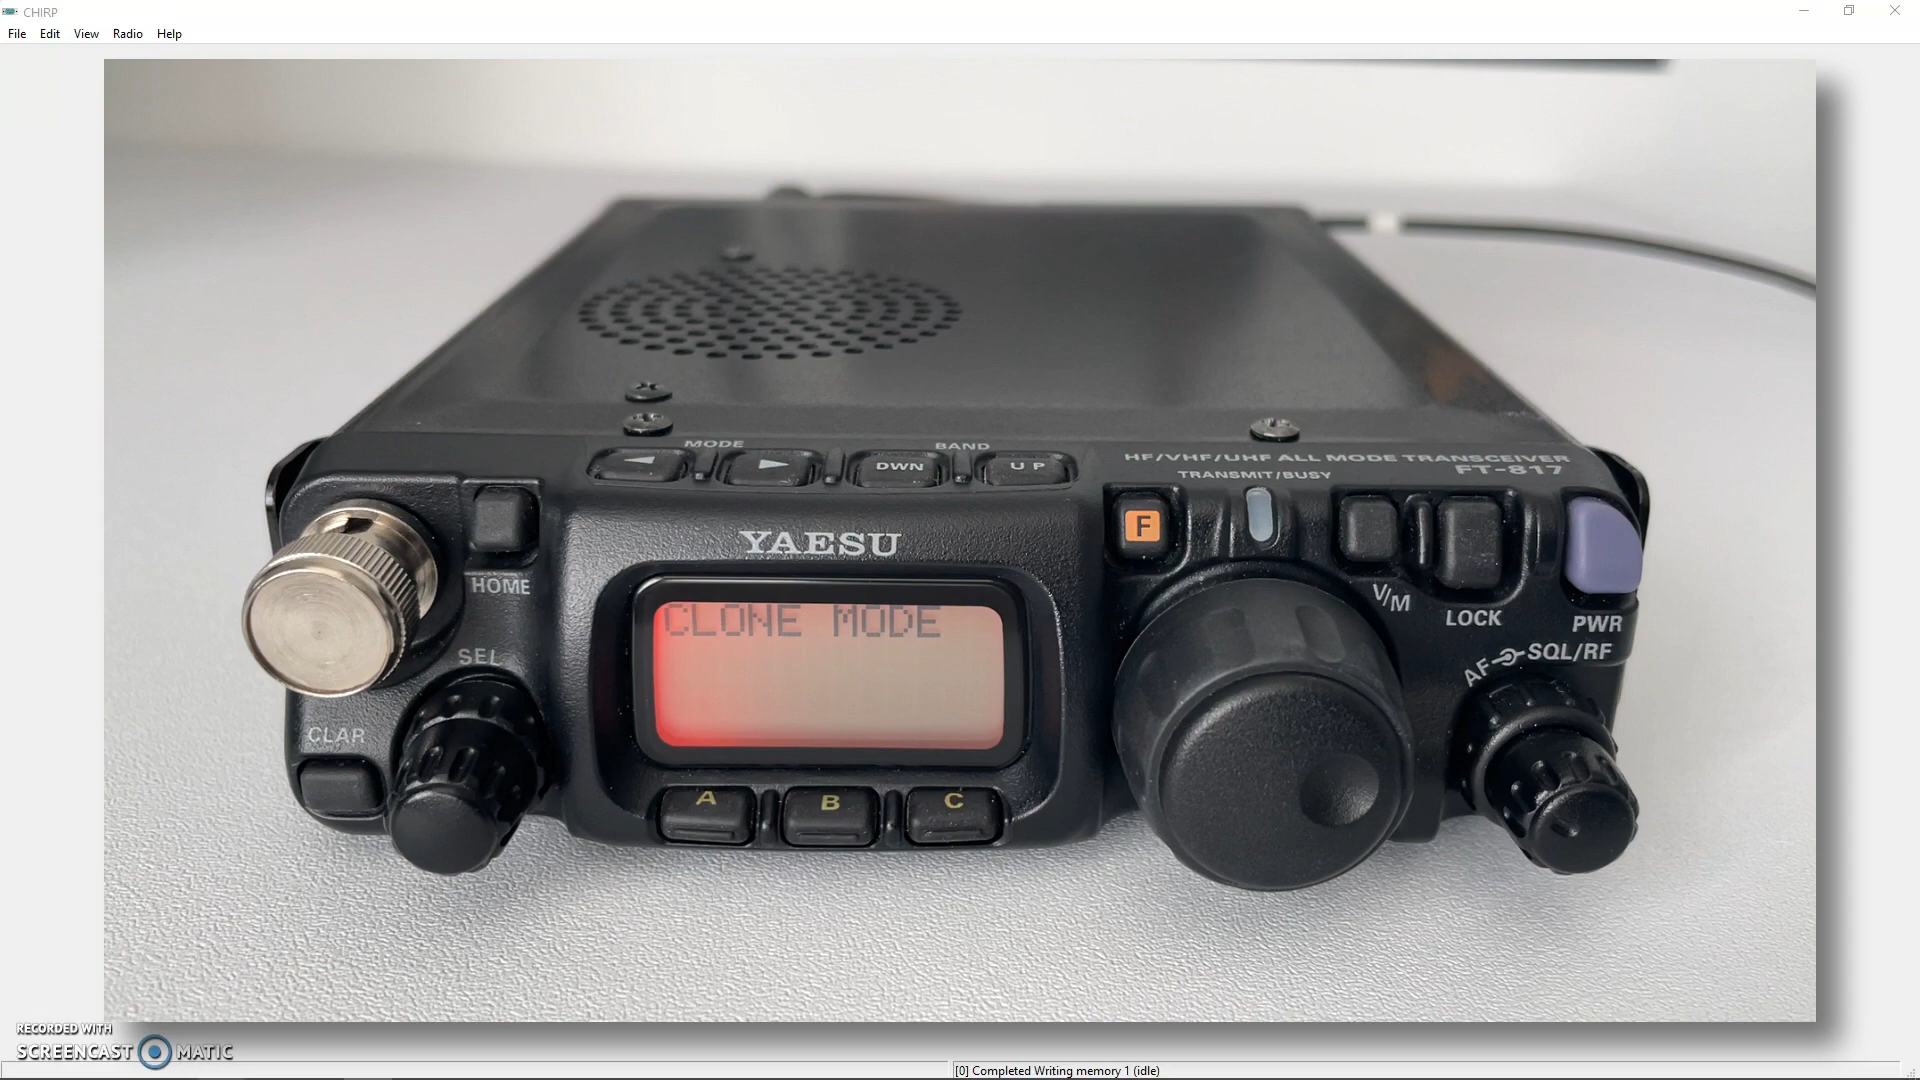 CHIRP
File Edit View Radio Help
MODE
BAND
DWN
UP
HF/VHF/UHF ALL MODE TRANSCEIVER
FT-817
TRANSMIT/BUSY
F
YAESU
HOME
V/M
LOCK
PWR
CLONE MODE
SEL
AF SQL/RF
CLAR
A
B
C
RECORDED WITH
SCREENCAST MATIC
[0] Completed Writing memory 1 (idle)